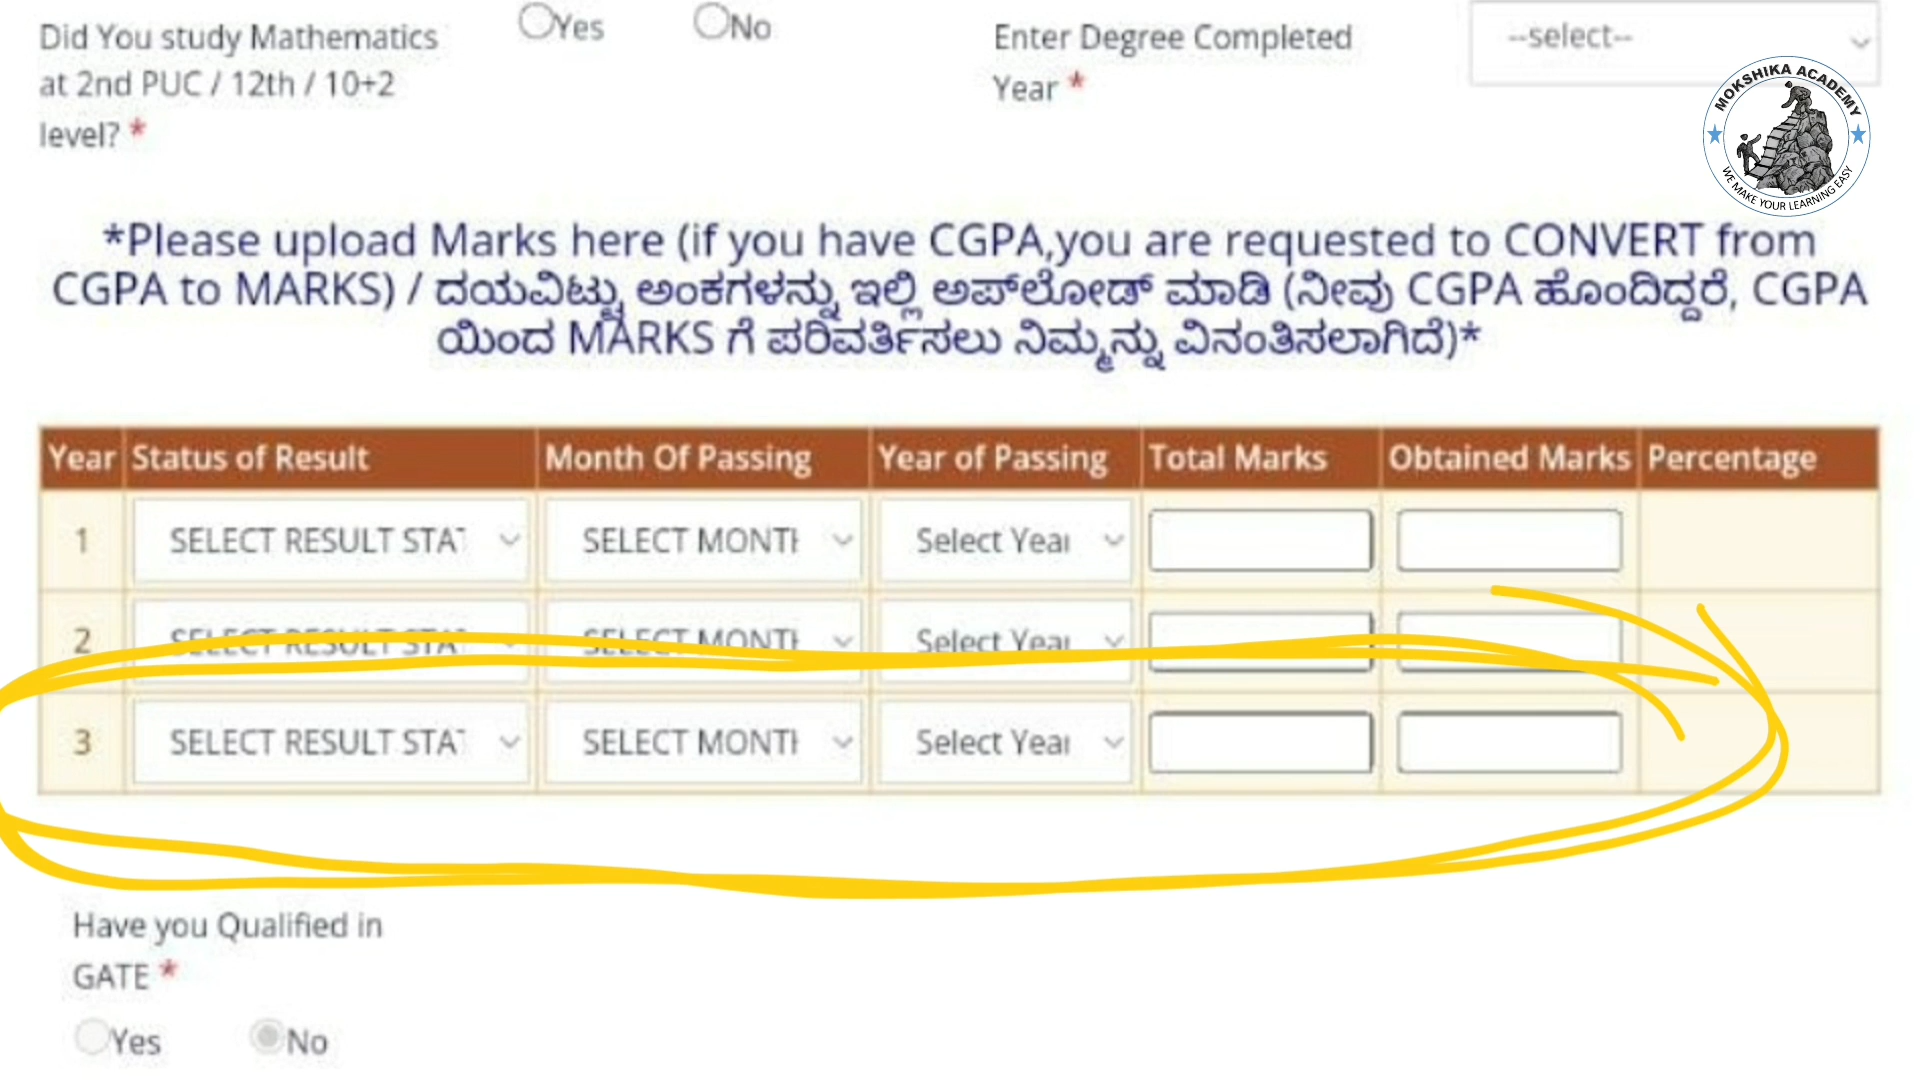 Did You study Mathematics
at 2nd PUC / 12th / 10+2
level? *
Yes
No
Enter Degree Completed
Year *
--select--
MOKSHIKA ACADEMY
WE MAKE YOUR LEARNING EASY
*Please upload Marks here (if you have CGPA,you are requested to CONVERT from
CGPA to MARKS) / ದಯವಿಟ್ಟು ಅಂಕಗಳನ್ನು ಇಲ್ಲಿ ಅಪ್‌ಲೋಡ್ ಮಾಡಿ (ನೀವು CGPA ಹೊಂದಿದ್ದರೆ, CGPA
ಯಿಂದ MARKS ಗೆ ಪರಿವರ್ತಿಸಲು ನಿಮ್ಮನ್ನು ವಿನಂತಿಸಲಾಗಿದೆ)*
Year Status of Result Month Of Passing Year of Passing Total Marks Obtained Marks Percentage
1 SELECT RESULT STAT SELECT MONTH Select Year
2 SELECT RESULT STAT SELECT MONTH Select Year
3 SELECT RESULT STAT SELECT MONTH Select Year
Have you Qualified in
GATE *
Yes No